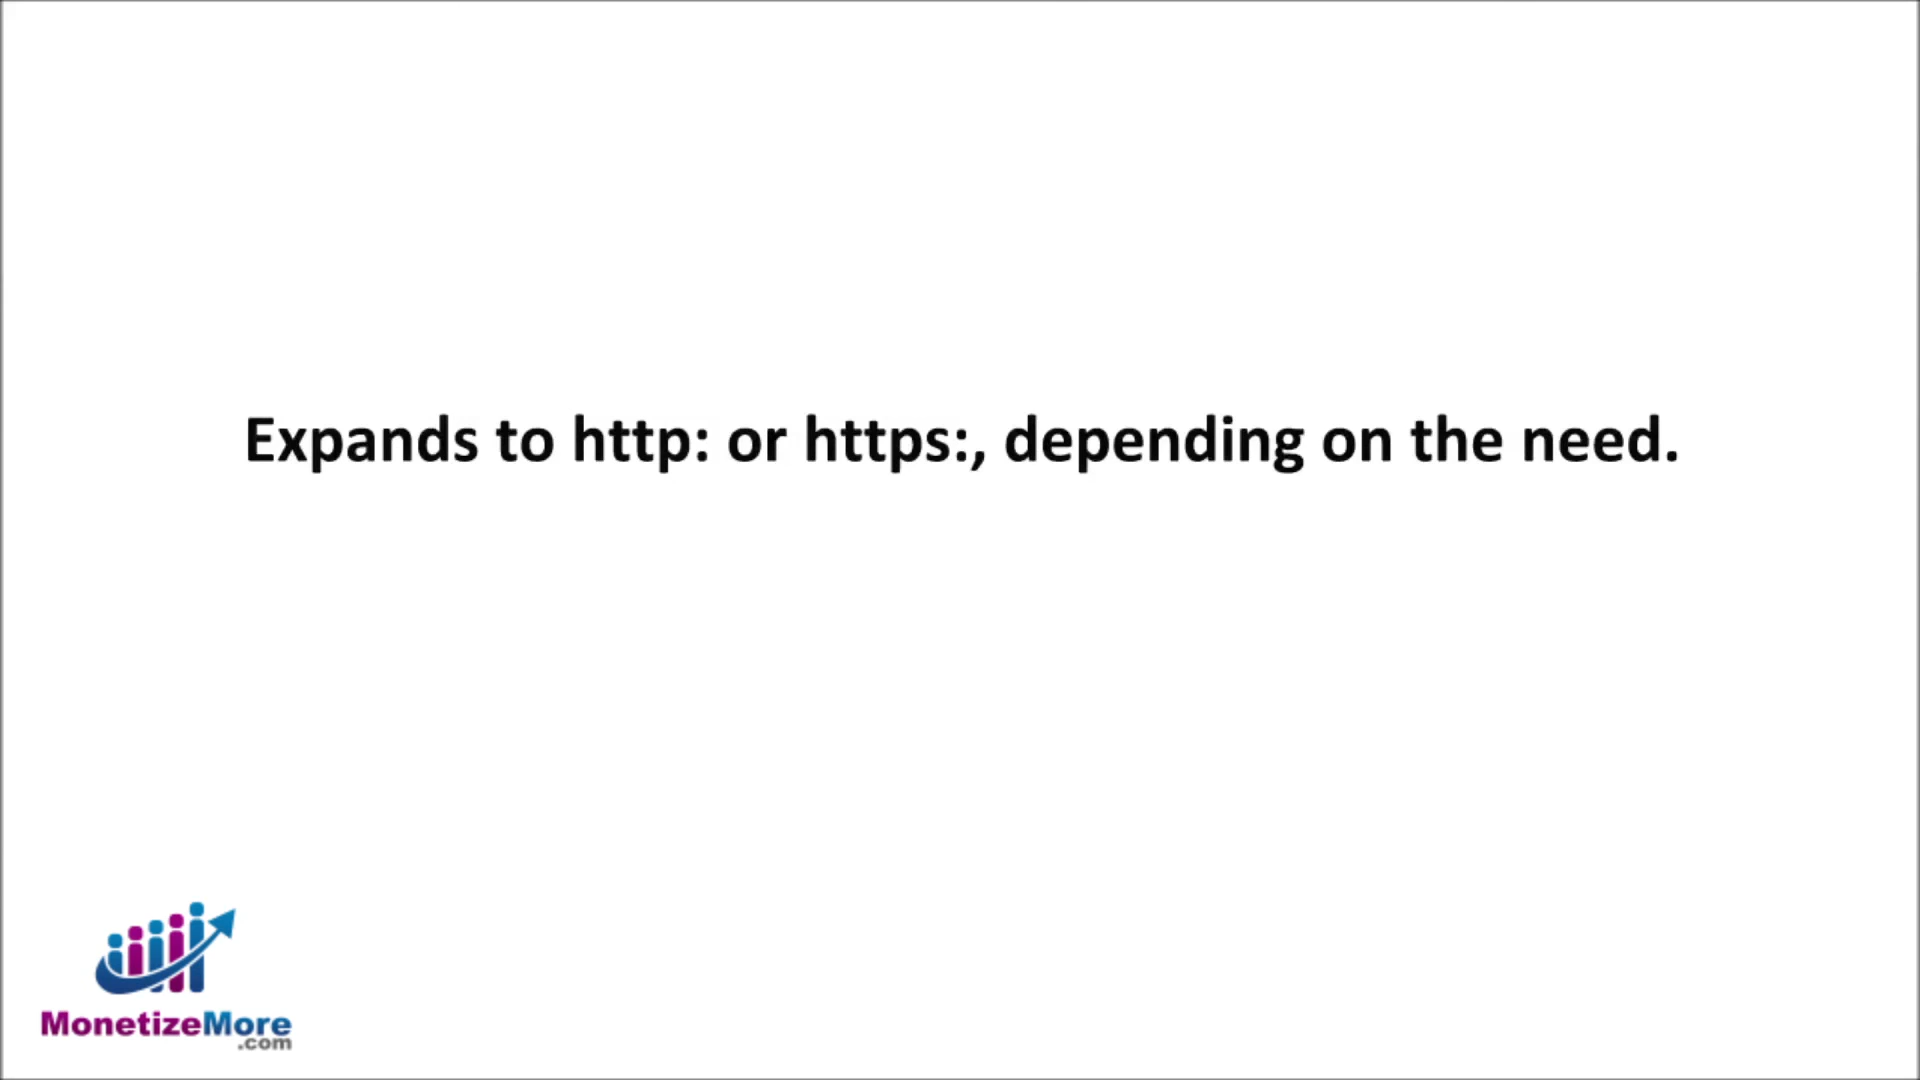 Expands to http: or https:, depending on the need.
MonetizeMore
.com